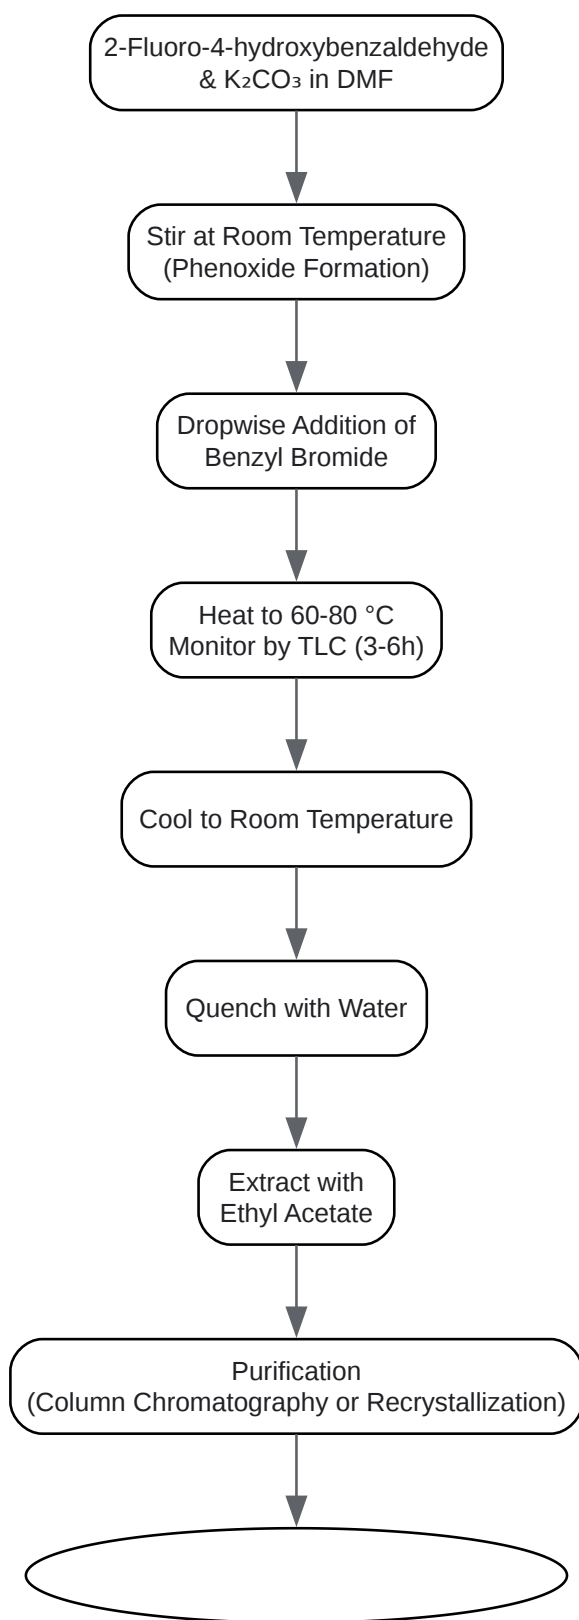 2-Fluoro-4-hydroxybenzaldehyde
& K₂CO₃ in DMF
Stir at Room Temperature
(Phenoxide Formation)
Dropwise Addition of
Benzyl Bromide
Heat to 60-80 °C
Monitor by TLC (3-6h)
Cool to Room Temperature
Quench with Water
Extract with
Ethyl Acetate
Purification
(Column Chromatography or Recrystallization)